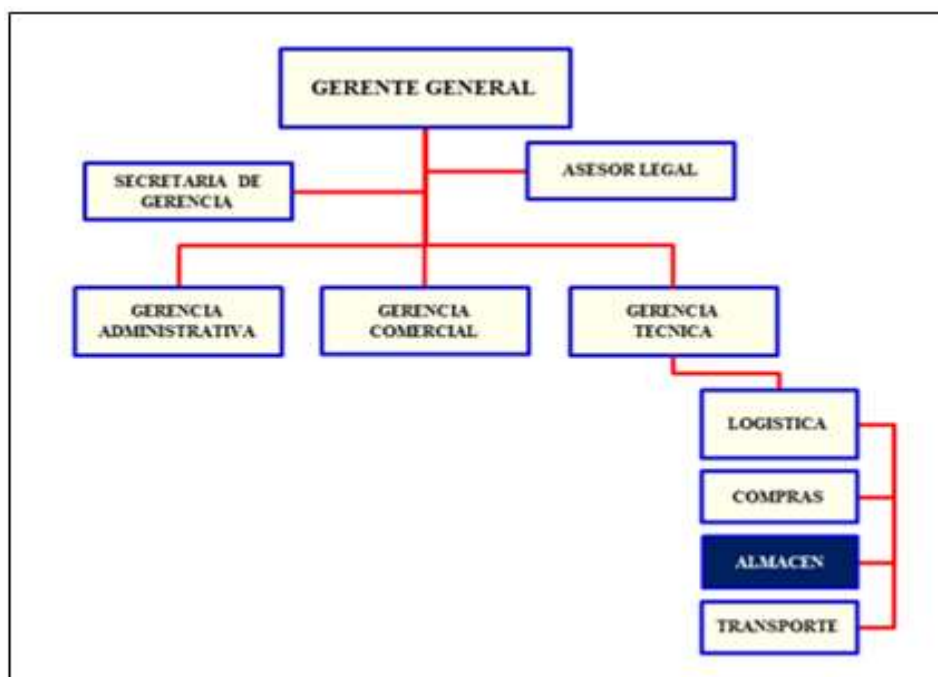 GERENTE GENERAL
ASESOR LEGAL
SECRETARIA DE
GERENCIA
GERENCIA
ADMINISTRATIVA
GERENCIA
COMERCIAL
GERENCIA
TECNICA
LOGISTICA
COMPRAS
ALMACEN
TRANSPORTE